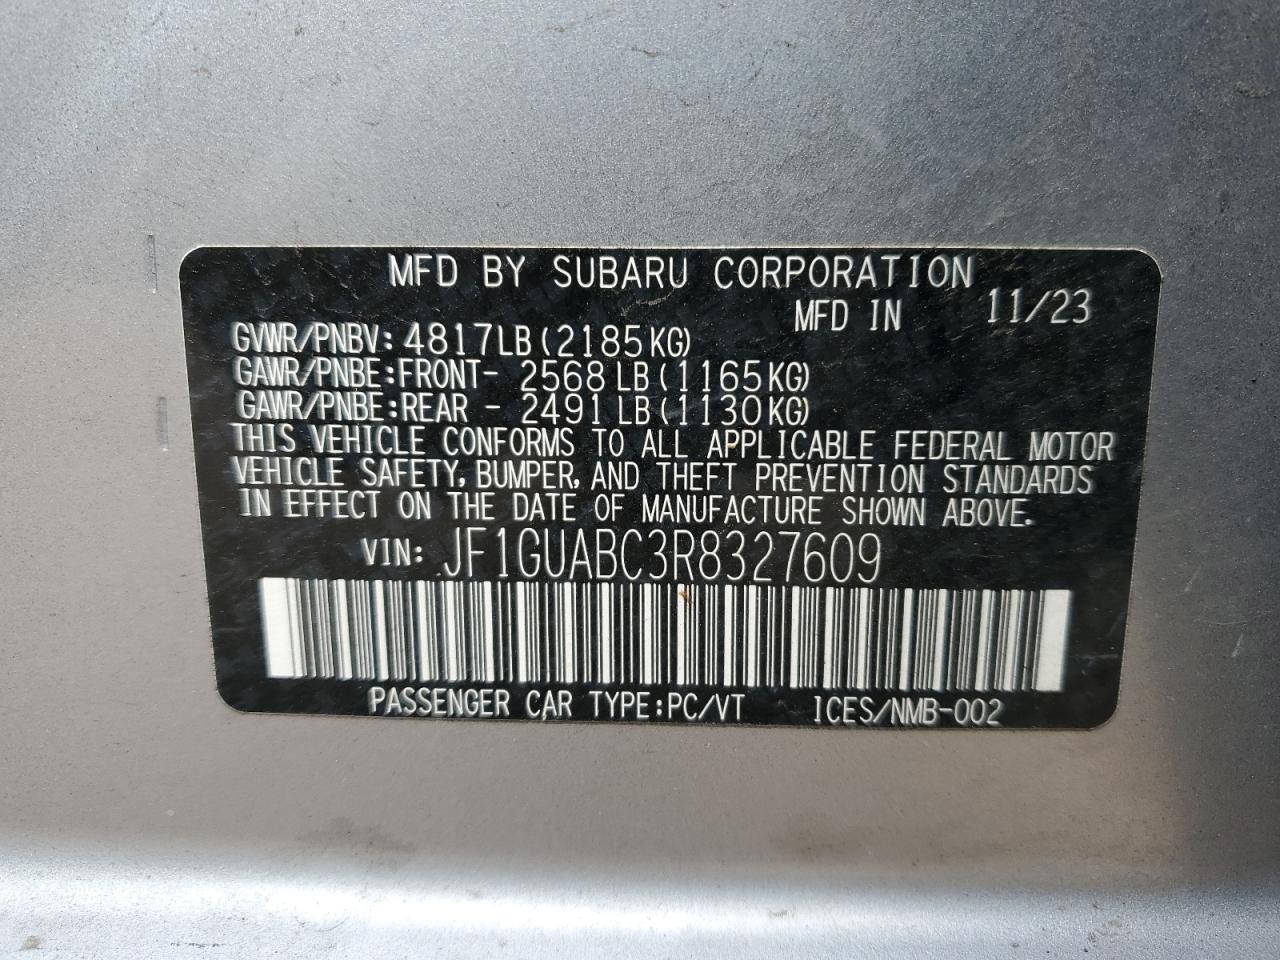 MFD BY SUBARU CORPORATION
MFD IN 11/23
GVWR/PNBV: 4817LB (2185KG)
GAWR/PNBE:FRONT- 2568 LB (1165KG)
GAWR/PNBE:REAR - 2491 LB (1130KG)
THIS VEHICLE CONFORMS TO ALL APPLICABLE FEDERAL MOTOR
VEHICLE SAFETY, BUMPER, AND THEFT PREVENTION STANDARDS
IN EFFECT ON THE DATE OF MANUFACTURE SHOWN ABOVE.
VIN: JF1GUABC3R8327609
PASSENGER CAR TYPE:PC/VT ICES/NMB-002